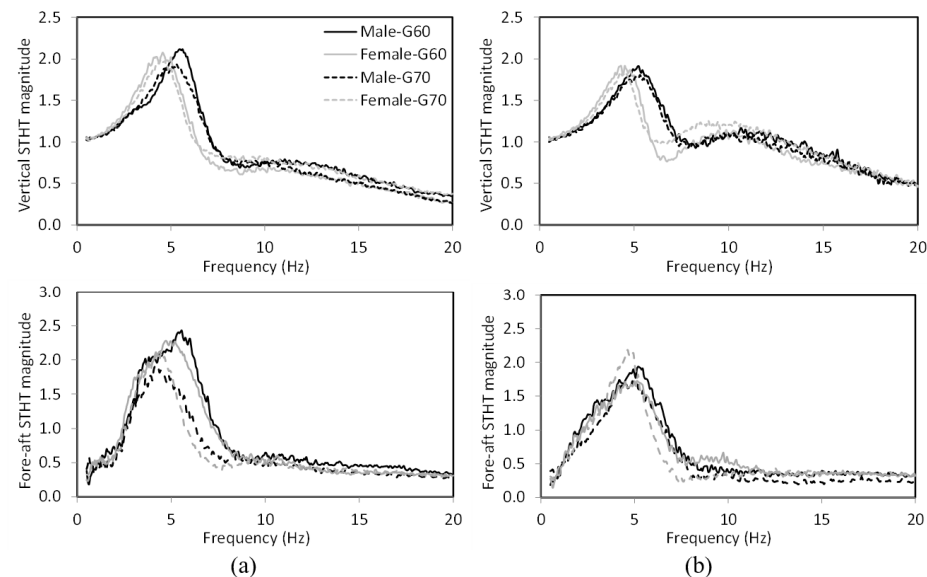 Vertical STHT magnitude
2.5
2.0
1.5
1.0
0.5
0.0
0 5 10 15 20
Frequency (Hz)
Male-G60
Female-G60
Male-G70
Female-G70
Vertical STHT magnitude
2.5
2.0
1.5
1.0
0.5
0.0
0 5 10 15 20
Frequency (Hz)
Fore-aft STHT magnitude
3.0
2.5
2.0
1.5
1.0
0.5
0.0
0 5 10 15 20
Frequency (Hz)
(a)
Fore-aft STHT magnitude
3.0
2.5
2.0
1.5
1.0
0.5
0.0
0 5 10 15 20
Frequency (Hz)
(b)